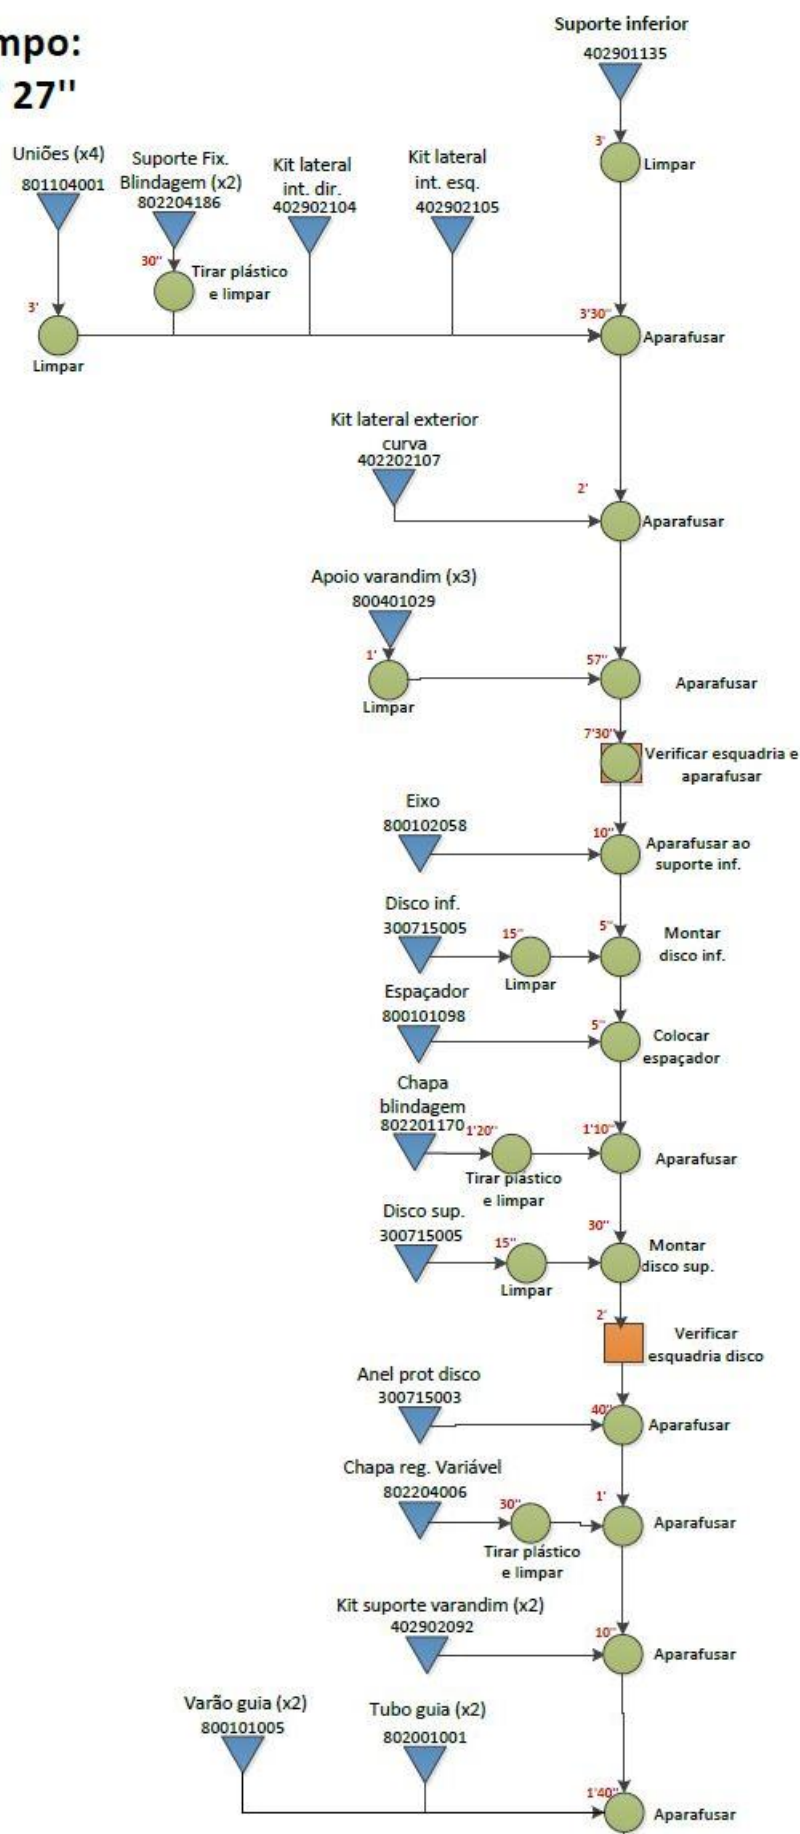 mpo:
27"
Suporte inferior
402901135
3'
Limpar
Uniões (x4)
801104001
Suporte Fix.
Blindagem (x2)
802204186
Kit lateral
int. dir.
402902104
Kit lateral
int. esq.
402902105
30"
Tirar plástico
e limpar
3'
Limpar
3'30"
Aparafusar
Kit lateral exterior
curva
402202107
2'
Aparafusar
Apoio varandim (x3)
800401029
1'
Limpar
57"
Aparafusar
7'30"
Verificar esquadria e
aparafusar
Eixo
800102058
10"
Aparafusar ao
suporte inf.
Disco inf.
300715005
15"
Limpar
5"
Montar
disco inf.
Espaçador
800101098
5"
Colocar
espaçador
Chapa
blindagem
802201170
1'20"
Tirar plástico
e limpar
1'10"
Aparafusar
Disco sup.
300715005
15"
Limpar
30"
Montar
disco sup.
2'
Verificar
esquadria disco
Anel prot disco
300715003
40"
Aparafusar
Chapa reg. Variável
802204006
30"
Tirar plástico
e limpar
1'
Aparafusar
Kit suporte varandim (x2)
402902092
10"
Aparafusar
Varão guia (x2)
800101005
Tubo guia (x2)
802001001
1'40"
Aparafusar